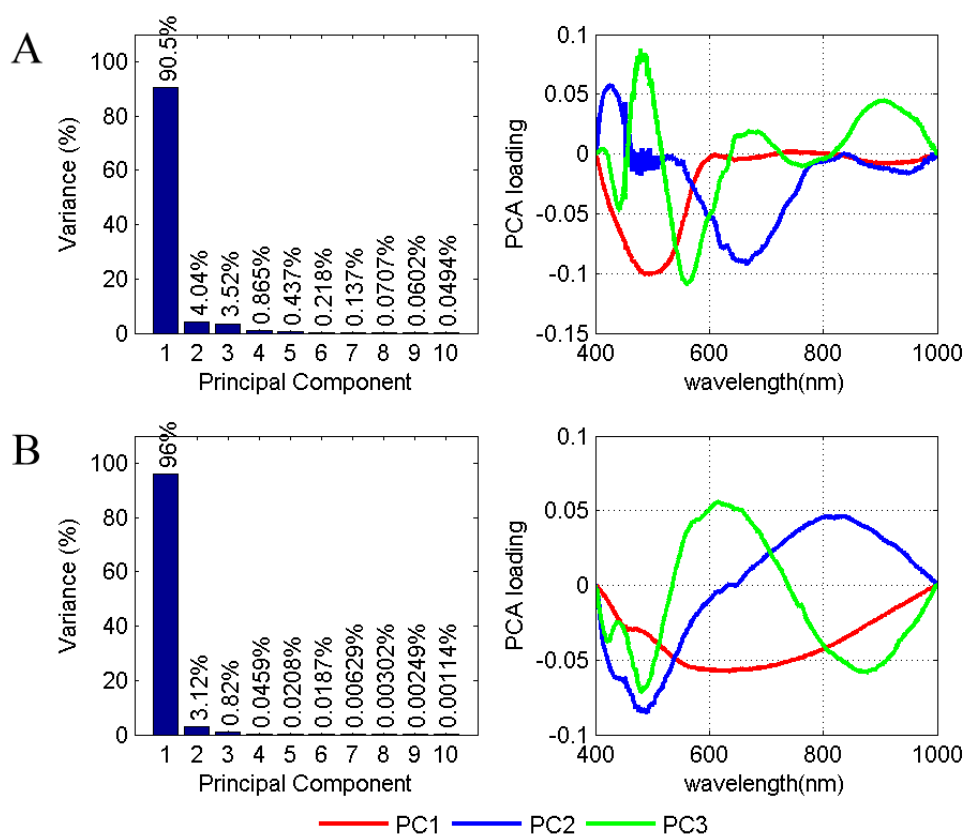 A
Variance (%)
100
80
60
40
20
0
90.5%
4.04%
3.52%
0.865%
0.437%
0.218%
0.137%
0.0707%
0.0602%
0.0494%
1 2 3 4 5 6 7 8 9 10
Principal Component
PCA loading
0.1
0.05
0
-0.05
-0.1
-0.15
400 600 800 1000
wavelength(nm)
B
Variance (%)
100
80
60
40
20
0
96%
3.12%
0.82%
0.0459%
0.0208%
0.0187%
0.00629%
0.00302%
0.00249%
0.00114%
1 2 3 4 5 6 7 8 9 10
Principal Component
PCA loading
0.1
0.05
0
-0.05
-0.1
400 600 800 1000
wavelength(nm)
PC1 PC2 PC3